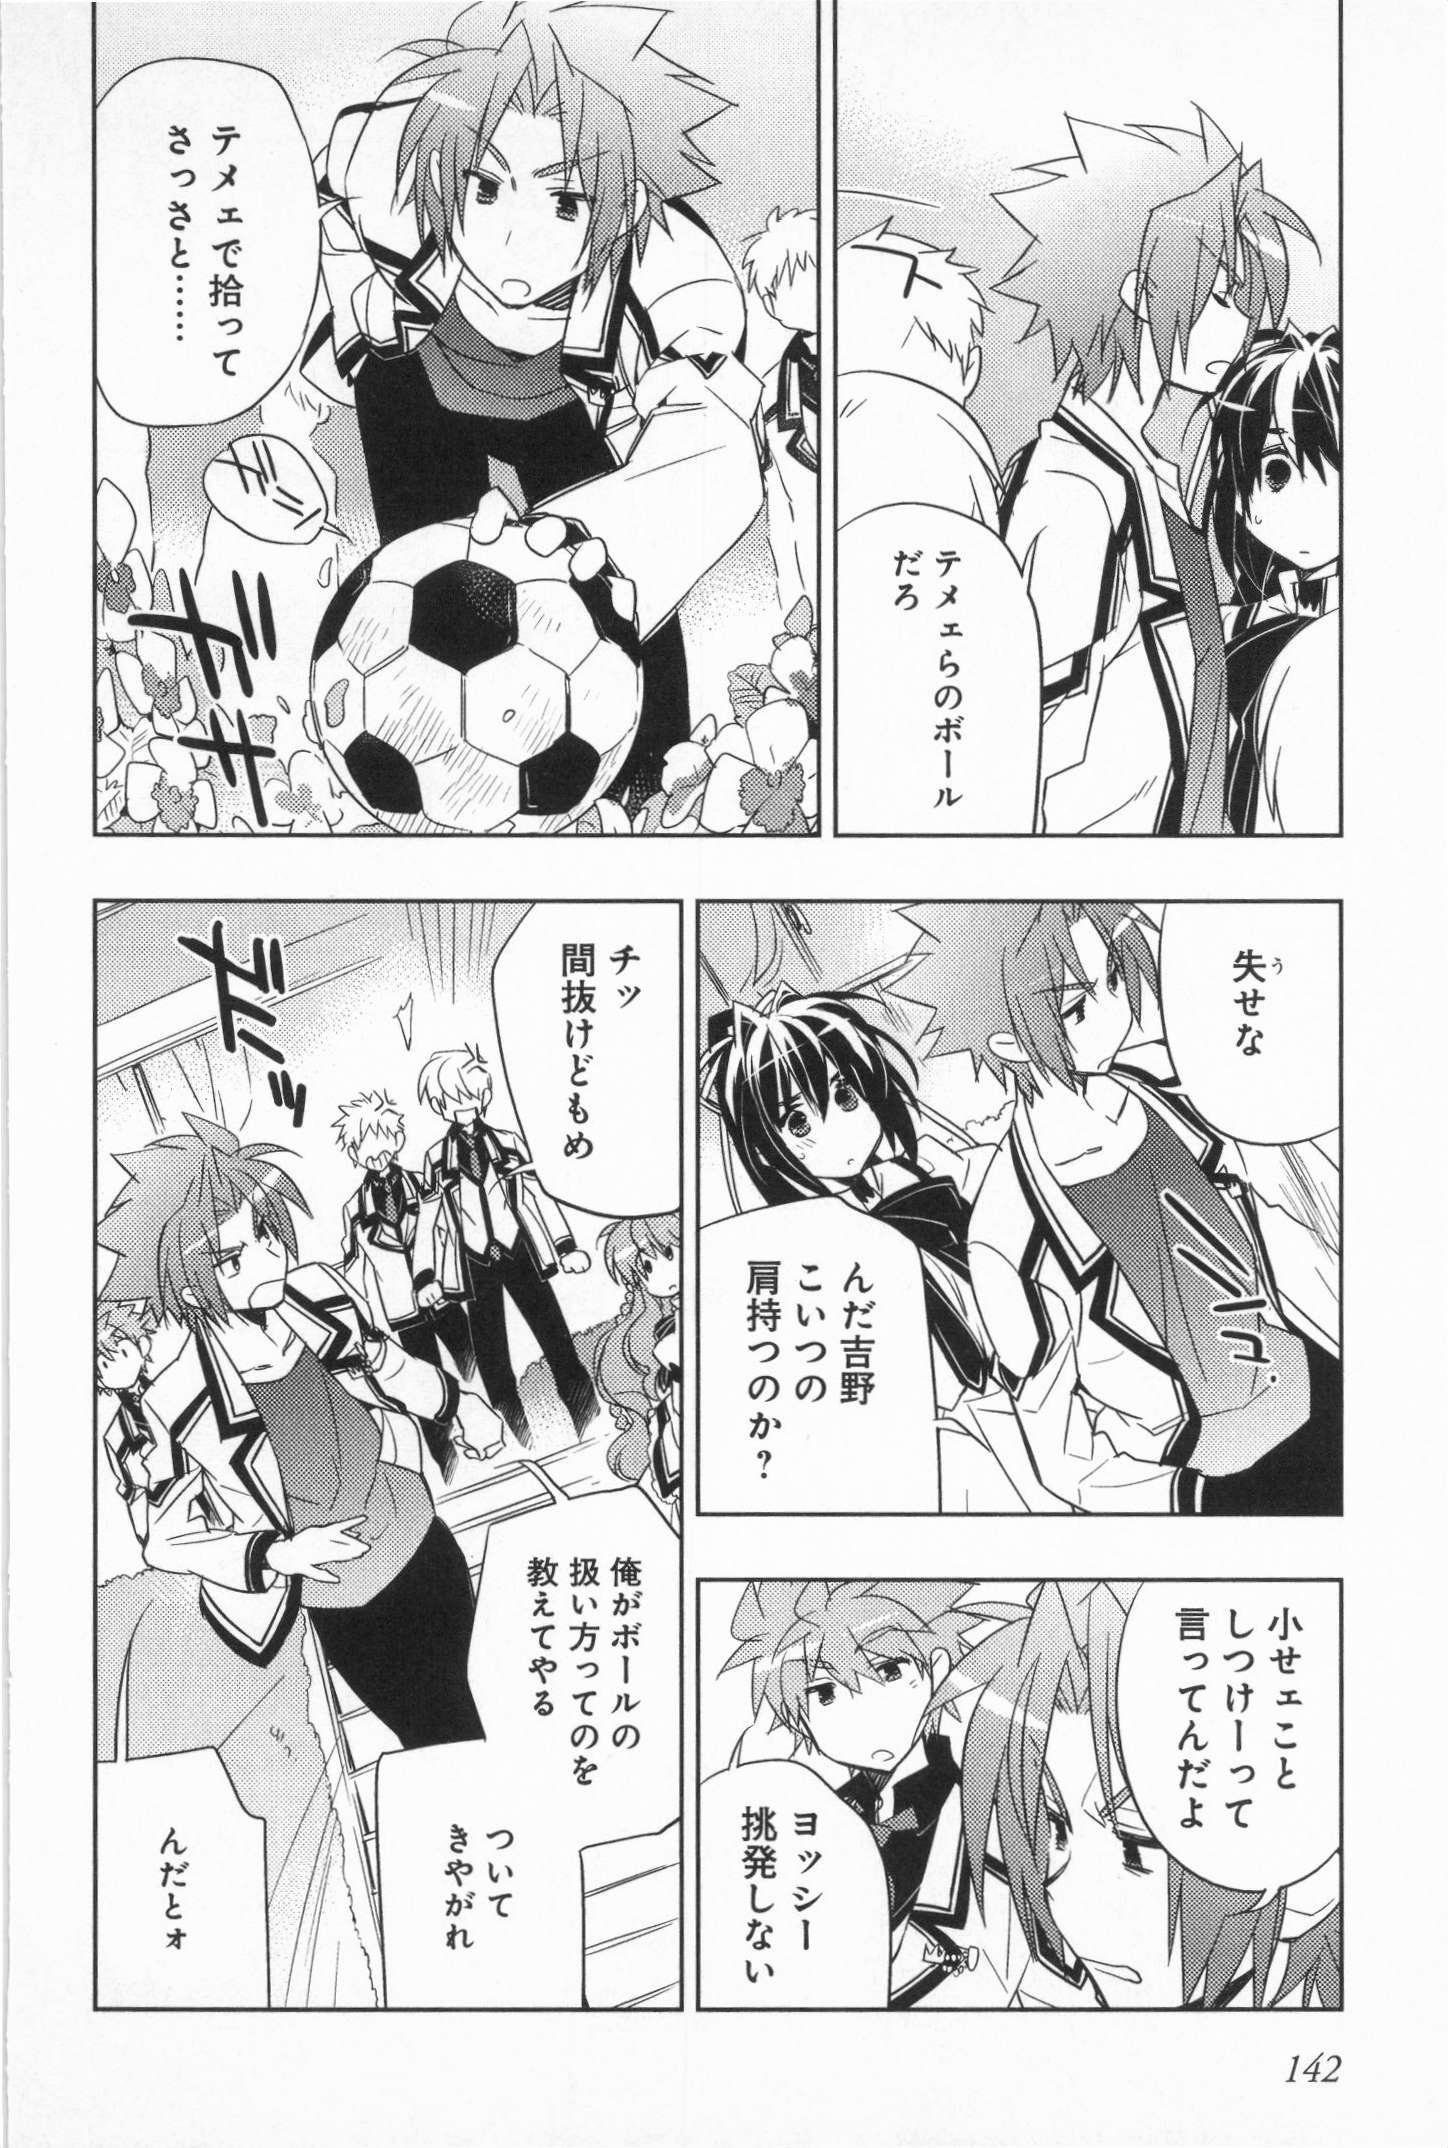 テメェらのボール
だろ
テメェで拾って
さっさと……
失せな
う
んだ吉野
こいつの
肩持つのか?
小せェこと
しつけーって
言ってんだよ
ヨッシー
挑発しない
チッ
間抜けどもめ
俺がボールの
扱い方ってのを
教えてやる
ついて
きやがれ
んだとォ
142